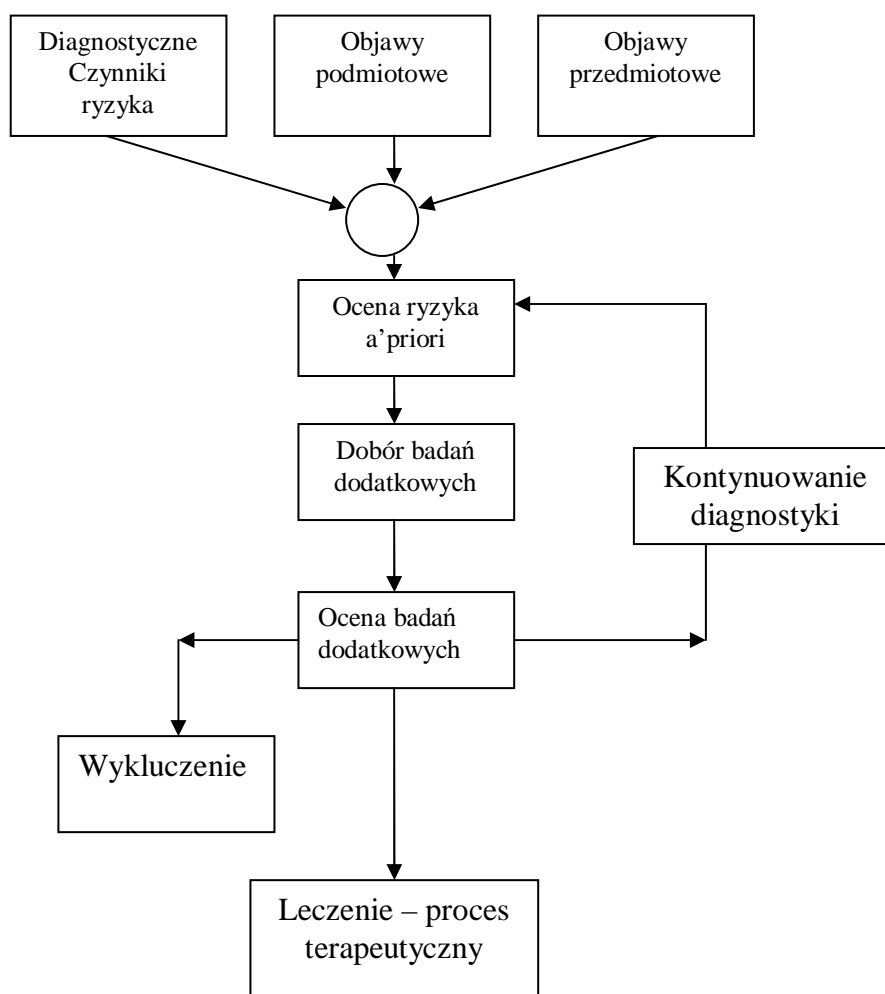 Diagnostyczne
Czynniki
ryzyka
Objawy
podmiotowe
Objawy
przedmiotowe
Ocena ryzyka
a’priori
Dobór badań
dodatkowych
Kontynuowanie
diagnostyki
Ocena badań
dodatkowych
Wykluczenie
Leczenie – proces
terapeutyczny